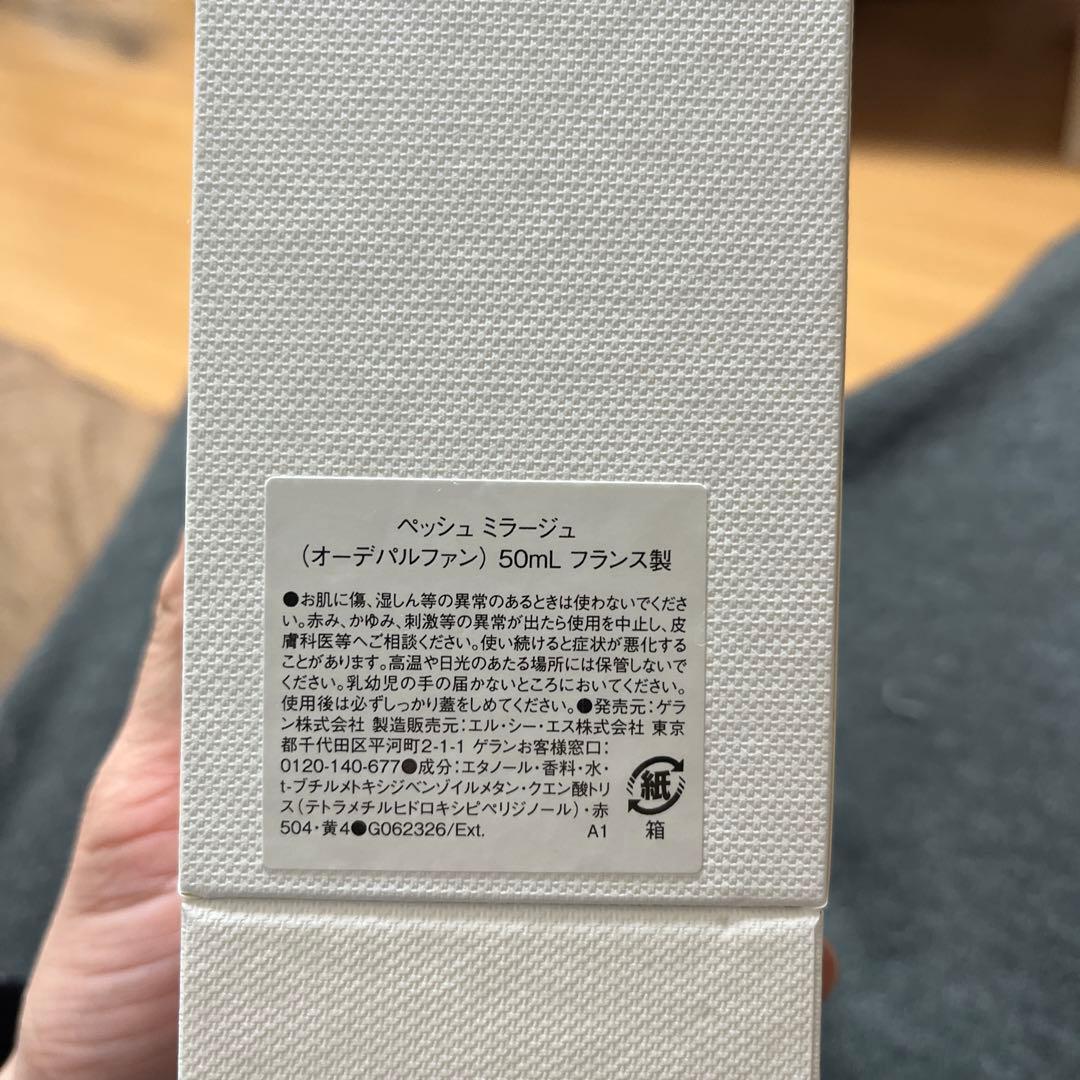 ペッシュ ミラージュ
(オーデパルファン) 50mL フランス製
●お肌に傷、湿しん等の異常のあるときは使わないでくださ
い。赤み、かゆみ、刺激等の異常が出たら使用を中止し、皮
膚科医等へご相談ください。使い続けると症状が悪化する
ことがあります。高温や日光のあたる場所には保管しないで
ください。乳幼児の手の届かないところにおいてください。
使用後は必ずしっかり蓋をしめてください。●発売元:ゲラ
ン株式会社 製造販売元:エル・シー・エス株式会社 東京
都千代田区平河町2-1-1 ゲランお客様窓口:
0120-140-677●成分:エタノール・香料・水・
t-ブチルメトキシジベンゾイルメタン・クエン酸トリ
ス(テトラメチルヒドロキシピペリジノール)・赤
504・黄4●G062326/Ext. A1
紙
箱